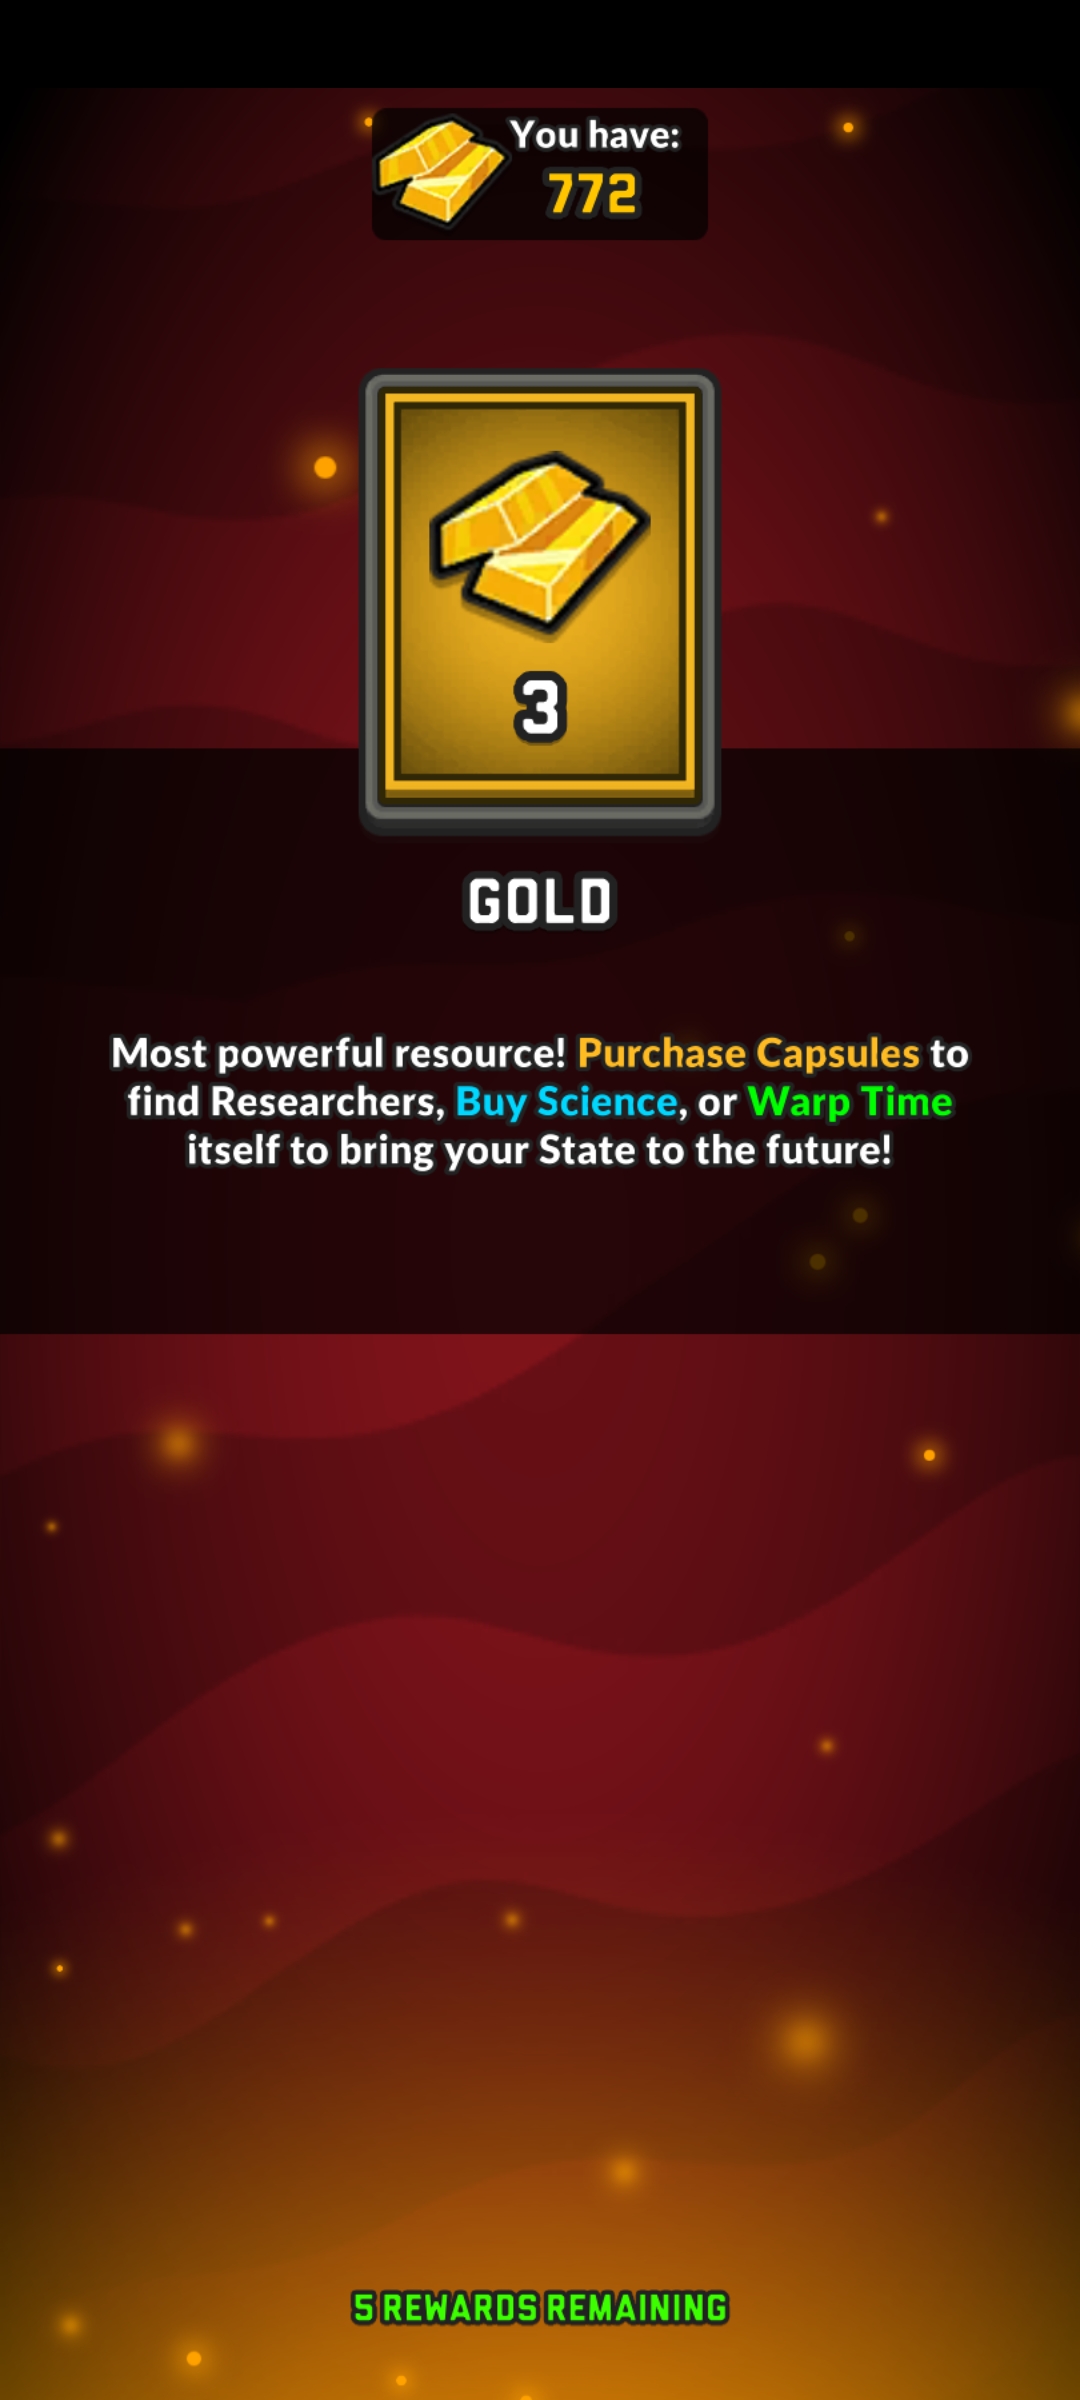 You have:
772
3
GOLD
Most powerful resource! Purchase Capsules to
find Researchers, Buy Science, or Warp Time
itself to bring your State to the future!
5 REWARDS REMAINING